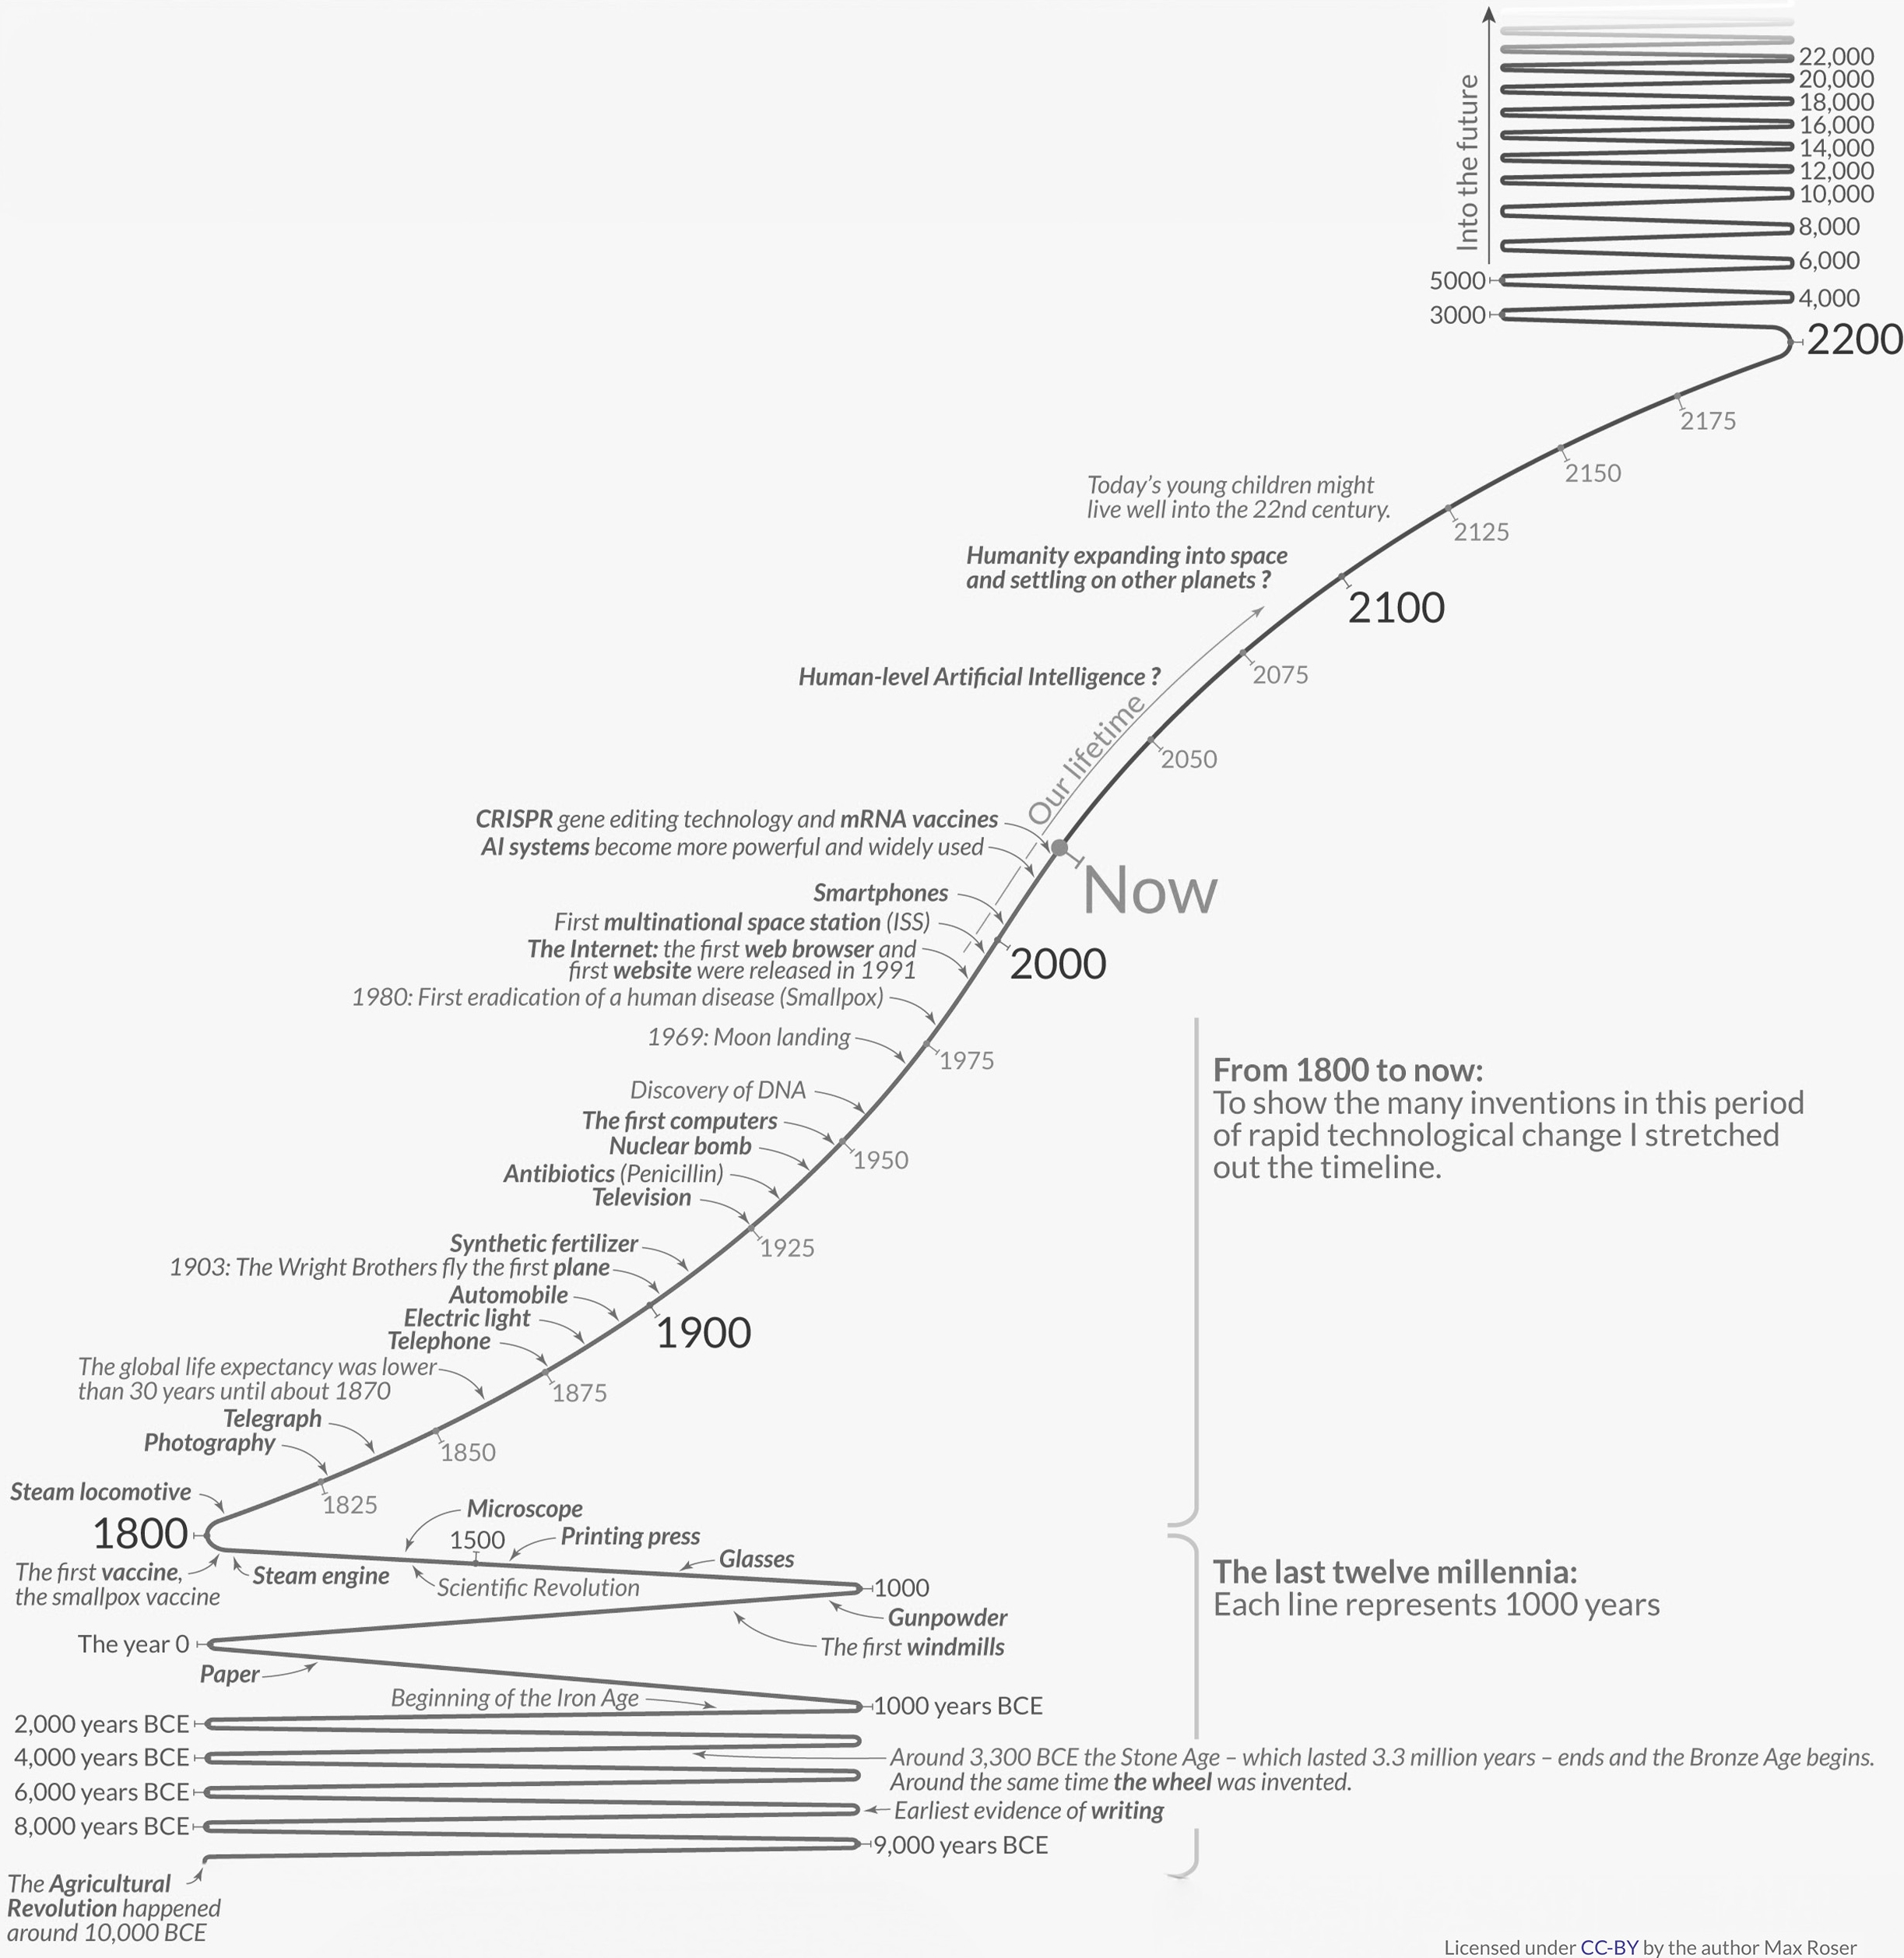 22,000
20,000
18,000
16,000
14,000
12,000
10,000
8,000
6,000
4,000
Into the future
5000
3000
2200
2175
2150
2125
Today's young children might
live well into the 22nd century.
Humanity expanding into space
and settling on other planets ?
2100
2075
Human-level Artificial Intelligence ?
2050
Our lifetime
CRISPR gene editing technology and mRNA vaccines
AI systems become more powerful and widely used
Now
Smartphones
First multinational space station (ISS)
The Internet: the first web browser and
first website were released in 1991
2000
1980: First eradication of a human disease (Smallpox)
1969: Moon landing
1975
Discovery of DNA
The first computers
Nuclear bomb
1950
Antibiotics (Penicillin)
Television
1925
Synthetic fertilizer
1903: The Wright Brothers fly the first plane
Automobile
Electric light
1900
Telephone
The global life expectancy was lower
than 30 years until about 1870
1875
Telegraph
Photography
1850
Steam locomotive
1825
1800
From 1800 to now:
To show the many inventions in this period
of rapid technological change I stretched
out the timeline.
Microscope
1500
Printing press
Glasses
The first vaccine,
the smallpox vaccine
Steam engine
Scientific Revolution
1000
Gunpowder
The first windmills
The year 0
Paper
Beginning of the Iron Age
1000 years BCE
2,000 years BCE
4,000 years BCE
Around 3,300 BCE the Stone Age – which lasted 3.3 million years – ends and the Bronze Age begins.
Around the same time the wheel was invented.
6,000 years BCE
Earliest evidence of writing
8,000 years BCE
9,000 years BCE
The Agricultural
Revolution happened
around 10,000 BCE
The last twelve millennia:
Each line represents 1000 years
Licensed under CC-BY by the author Max Roser